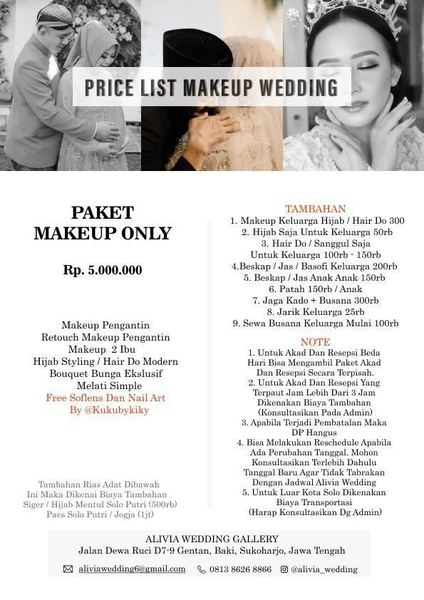 PRICE LIST MAKEUP WEDDING
PAKET
MAKEUP ONLY
Rp. 5.000.000
Makeup Pengantin
Retouch Makeup Pengantin
Makeup 2 Ibu
Hijab Styling / Hair Do Modern
Bouquet Bunga Ekslusif
Melati Simple
Free Soflens Dan Nail Art
By @Kukubykiky
Tambahan Rias Adat Dibawah
Ini Maka Dikenai Biaya Tambahan
Siger / Hijab Mentul Solo Putri (500rb)
Paes Solo Putri / Jogja (1jt)
TAMBAHAN
1. Makeup Keluarga Hijab / Hair Do 300
2. Hijab Saja Untuk Keluarga 50rb
3. Hair Do / Sanggul Saja
Untuk Keluarga 100rb - 150rb
4.Beskap / Jas / Basofi Keluarga 200rb
5. Beskap / Jas Anak Anak 150rb
6. Patah 150rb / Anak
7. Jaga Kado + Busana 300rb
8. Jarik Keluarga 25rb
9. Sewa Busana Keluarga Mulai 100rb
NOTE
1. Untuk Akad Dan Resepsi Beda
Hari Bisa Mengambil Paket Akad
Dan Resepsi Secara Terpisah.
2. Untuk Akad Dan Resepsi Yang
Terpaut Jam Lebih Dari 3 Jam
Dikenakan Biaya Tambahan
(Konsultasikan Pada Admin)
3. Apabila Terjadi Pembatalan Maka
DP Hangus
4. Bisa Melakukan Reschedule Apabila
Ada Perubahan Tanggal. Mohon
Konsultasikan Terlebih Dahulu
Tanggal Baru Agar Tidak Tabrakan
Dengan Jadwal Alivia Wedding
5. Untuk Luar Kota Solo Dikenakan
Biaya Transportasi
(Harap Konsultasikan Dg Admin)
ALIVIA WEDDING GALLERY
Jalan Dewa Ruci D7-9 Gentan, Baki, Sukoharjo, Jawa Tengah
aliviawedding6@gmail.com 0813 8626 8866 @alivia_wedding